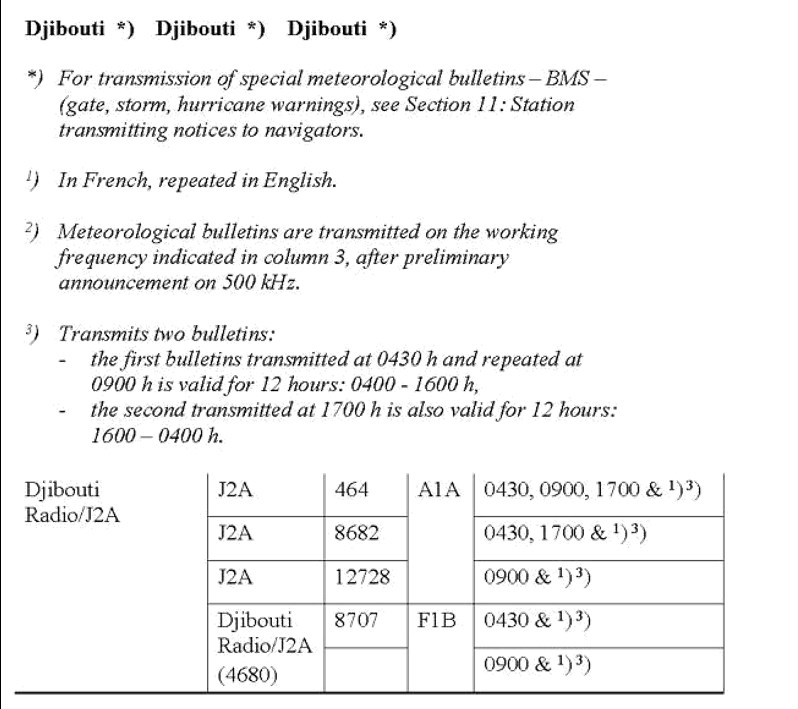 Djibouti *) Djibouti *) Djibouti *)
*) For transmission of special meteorological bulletins – BMS –
(gate, storm, hurricane warnings), see Section 11: Station
transmitting notices to navigators.
1) In French, repeated in English.
2) Meteorological bulletins are transmitted on the working
frequency indicated in column 3, after preliminary
announcement on 500 kHz.
3) Transmits two bulletins:
- the first bulletins transmitted at 0430 h and repeated at
0900 h is valid for 12 hours: 0400 - 1600 h,
- the second transmitted at 1700 h is also valid for 12 hours:
1600 – 0400 h.
Djibouti J2A 464 A1A 0430, 0900, 1700 & 1)3)
Radio/J2A
J2A 8682 0430, 1700 & 1)3)
J2A 12728 0900 & 1)3)
Djibouti 8707 F1B 0430 & 1)3)
Radio/J2A
(4680) 0900 & 1)3)